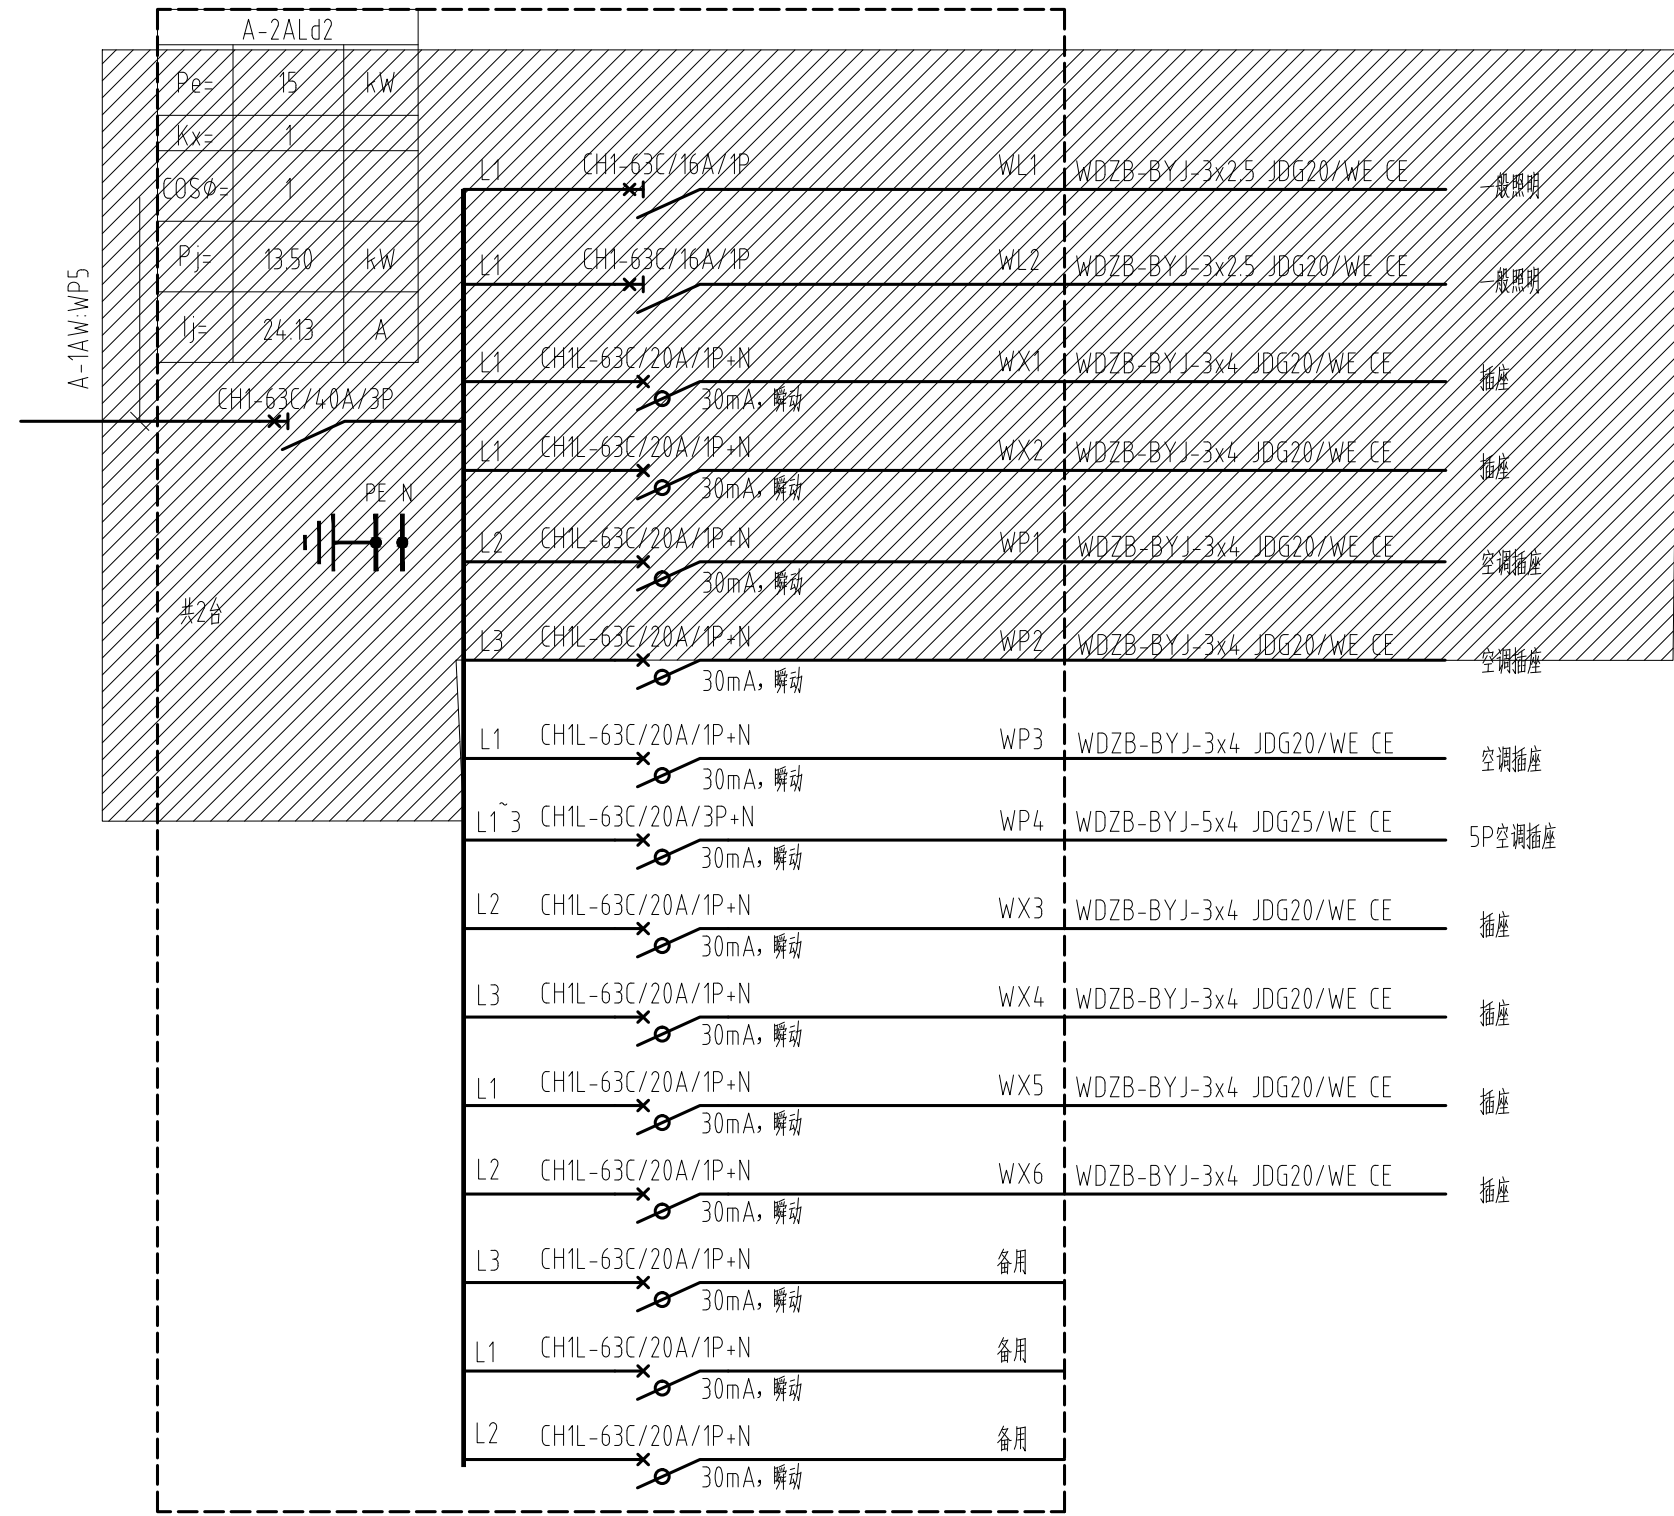 A-2ALd2
Pe= 15 kW
Kx= 1
COSØ= 1
Pj= 13.50 kW
Ij= 24.13 A
A-1AW:WP5
CH1-63C/40A/3P
PE N
共2台
L1 CH1-63C/16A/1P WL1 WDZB-BYJ-3x2.5 JDG20/WE CE 一般照明
L1 CH1-63C/16A/1P WL2 WDZB-BYJ-3x2.5 JDG20/WE CE 一般照明
L1 CH1L-63C/20A/1P+N WX1 WDZB-BYJ-3x4 JDG20/WE CE 插座
30mA，瞬动
L1 CH1L-63C/20A/1P+N WX2 WDZB-BYJ-3x4 JDG20/WE CE 插座
30mA，瞬动
L2 CH1L-63C/20A/1P+N WP1 WDZB-BYJ-3x4 JDG20/WE CE 空调插座
30mA，瞬动
L3 CH1L-63C/20A/1P+N WP2 WDZB-BYJ-3x4 JDG20/WE CE 空调插座
30mA，瞬动
L1 CH1L-63C/20A/1P+N WP3 WDZB-BYJ-3x4 JDG20/WE CE 空调插座
30mA，瞬动
L1~3 CH1L-63C/20A/3P+N WP4 WDZB-BYJ-5x4 JDG25/WE CE 5P空调插座
30mA，瞬动
L2 CH1L-63C/20A/1P+N WX3 WDZB-BYJ-3x4 JDG20/WE CE 插座
30mA，瞬动
L3 CH1L-63C/20A/1P+N WX4 WDZB-BYJ-3x4 JDG20/WE CE 插座
30mA，瞬动
L1 CH1L-63C/20A/1P+N WX5 WDZB-BYJ-3x4 JDG20/WE CE 插座
30mA，瞬动
L2 CH1L-63C/20A/1P+N WX6 WDZB-BYJ-3x4 JDG20/WE CE 插座
30mA，瞬动
L3 CH1L-63C/20A/1P+N 备用
30mA，瞬动
L1 CH1L-63C/20A/1P+N 备用
30mA，瞬动
L2 CH1L-63C/20A/1P+N 备用
30mA，瞬动